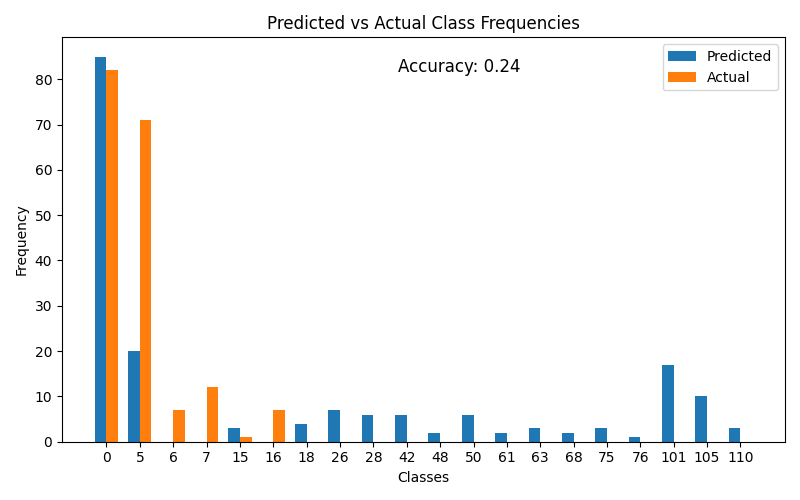 Predicted vs Actual Class Frequencies
Accuracy: 0.24
Predicted
Actual
Frequency
80
70
60
50
40
30
20
10
0
0 5 6 7 15 16 18 26 28 42 48 50 61 63 68 75 76 101 105 110
Classes